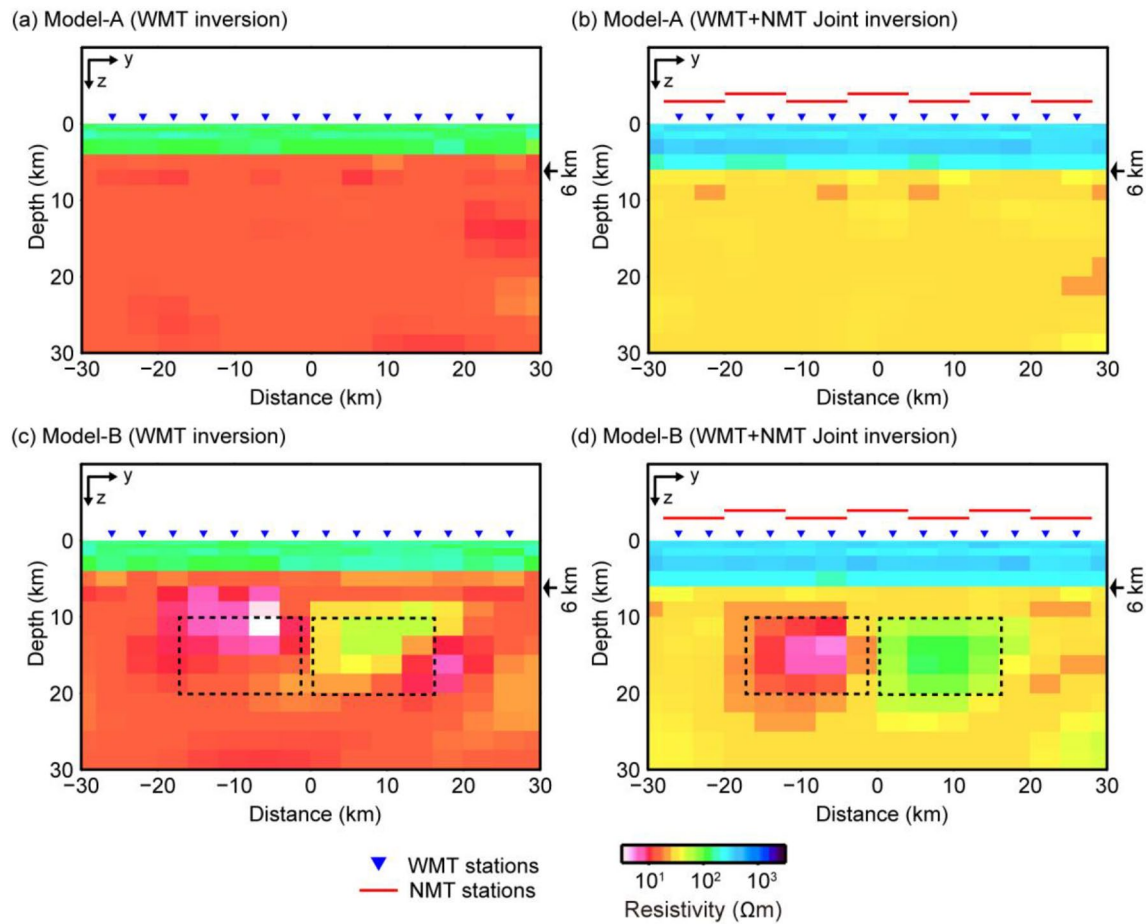 (a) Model-A (WMT inversion)
(b) Model-A (WMT+NMT Joint inversion)
y
z
0
10
20
30
Depth (km)
6 km
−30 −20 −10 0 10 20 30
Distance (km)
y
z
0
10
20
30
Depth (km)
6 km
−30 −20 −10 0 10 20 30
Distance (km)
(c) Model-B (WMT inversion)
(d) Model-B (WMT+NMT Joint inversion)
y
z
0
10
20
30
Depth (km)
6 km
−30 −20 −10 0 10 20 30
Distance (km)
y
z
0
10
20
30
Depth (km)
6 km
−30 −20 −10 0 10 20 30
Distance (km)
WMT stations
NMT stations
10¹ 10² 10³
Resistivity (Ωm)